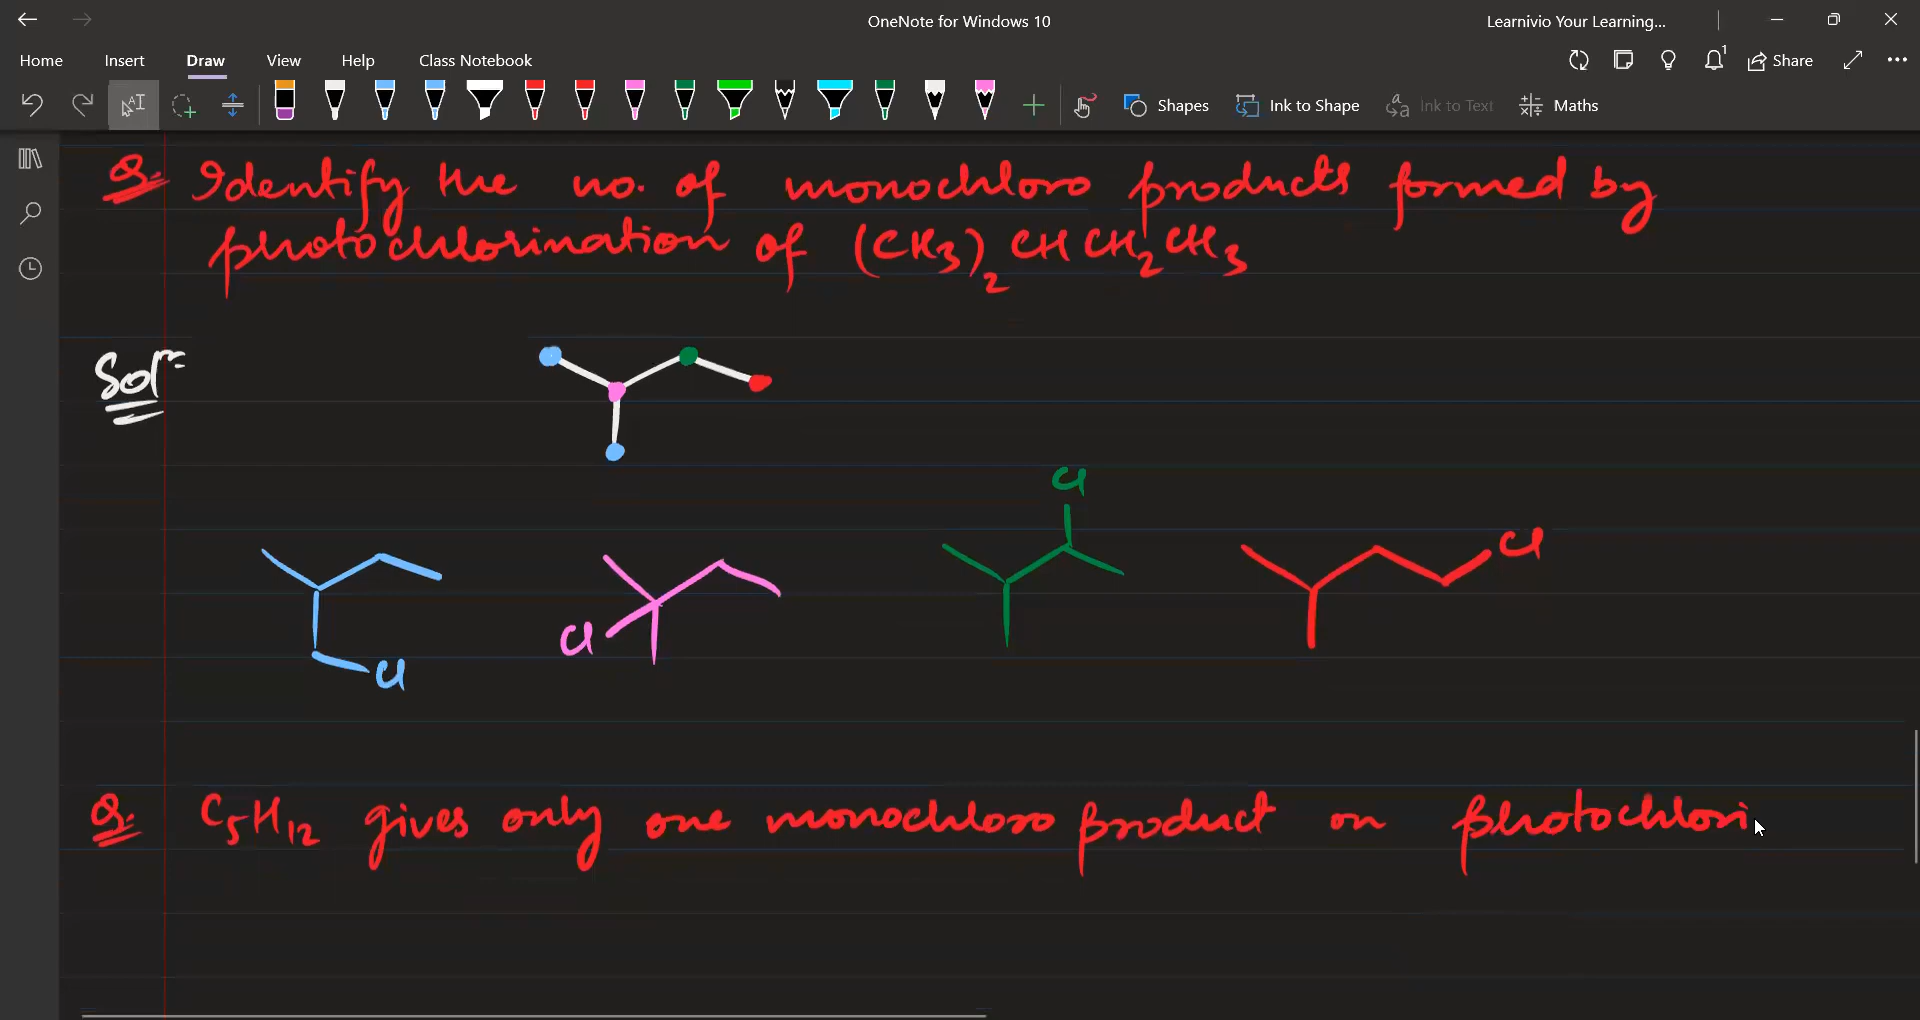 OneNote for Windows 10
Learnivio Your Learning...
Home Insert Draw View Help Class Notebook
1
Share
Shapes Ink to Shape Ink to Text Maths
Q. Identify the no. of monochloro products formed by
photochlorination of (CH3)2 CH CH2 CH3
Soln
Cl
Cl
Cl
Cl
Q. C5H12 gives only one monochloro product on photochlori